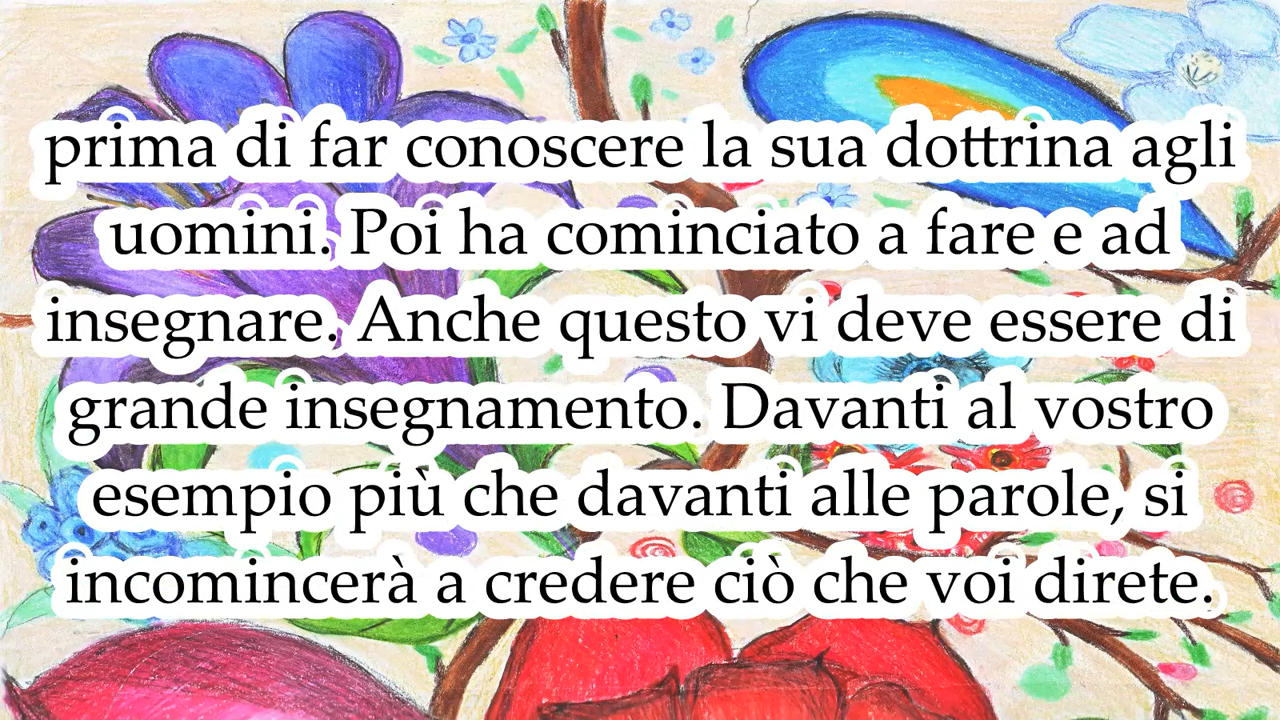 prima di far conoscere la sua dottrina agli
uomini. Poi ha cominciato a fare e ad
insegnare. Anche questo vi deve essere di
grande insegnamento. Davanti al vostro
esempio più che davanti alle parole, si
incomincerà a credere ciò che voi direte.